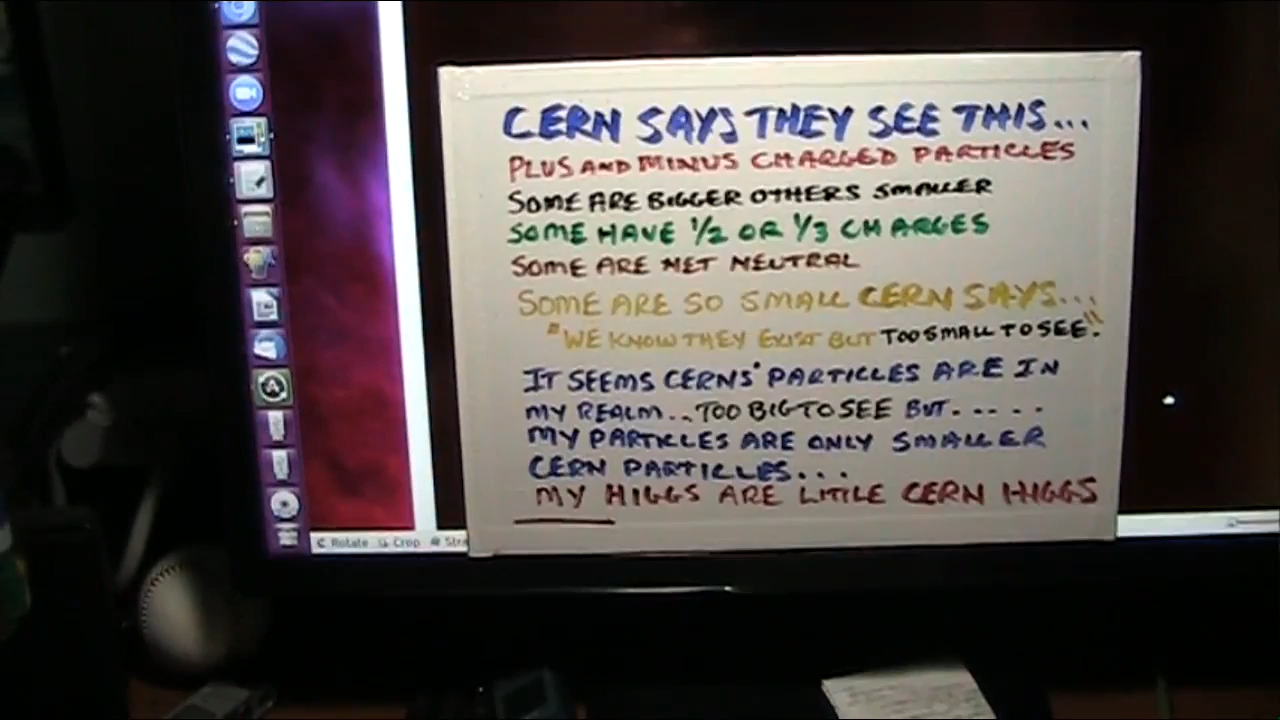 CERN SAYS THEY SEE THIS...
PLUS AND MINUS CHARGED PARTICLES
SOME ARE BIGGER OTHERS SMALLER
SOME HAVE 1/2 OR 1/3 CHARGES
SOME ARE NET NEUTRAL
SOME ARE SO SMALL CERN SAYS...
"WE KNOW THEY EXIST BUT TOO SMALL TO SEE."
IT SEEMS CERNS' PARTICLES ARE IN
MY REALM.. TOO BIG TO SEE BUT.....
MY PARTICLES ARE ONLY SMALLER
CERN PARTICLES...
MY HIGGS ARE LITTLE CERN HIGGS
Rotate Crop